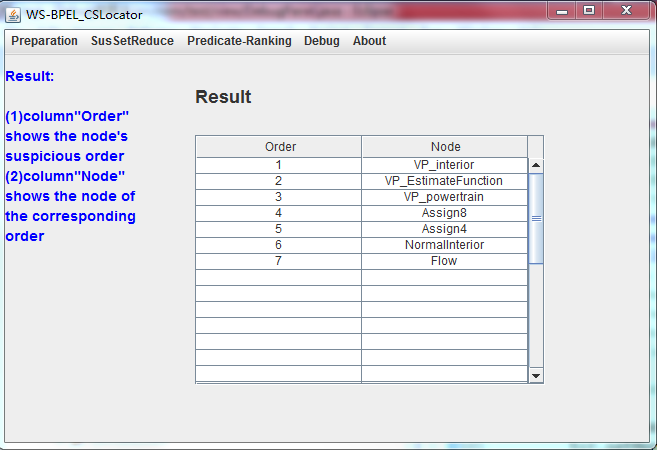 WS-BPEL_CSLocator
Preparation SusSetReduce Predicate-Ranking Debug About
Result:
(1)column"Order"
shows the node's
suspicious order
(2)column"Node"
shows the node of
the corresponding
order
Result
Order Node
1 VP_interior
2 VP_EstimateFunction
3 VP_powertrain
4 Assign8
5 Assign4
6 NormalInterior
7 Flow